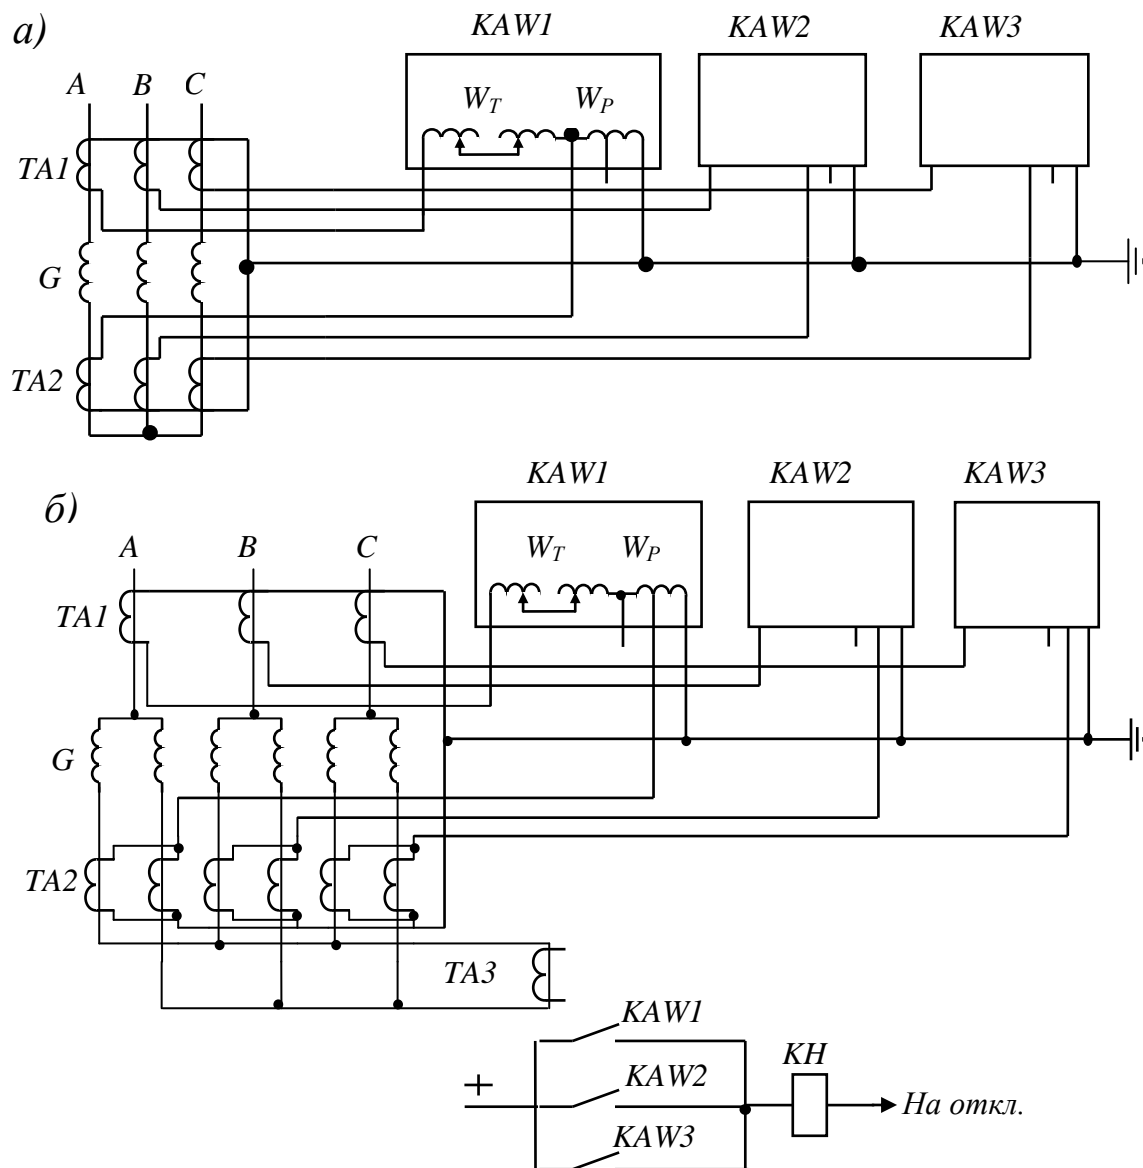 а)
KAW1 KAW2 KAW3
A B C
W_T W_P
TA1
G
TA2
б)
KAW1 KAW2 KAW3
A B C
W_T W_P
TA1
G
TA2
TA3
KAW1
KH
+ KAW2
На откл.
KAW3